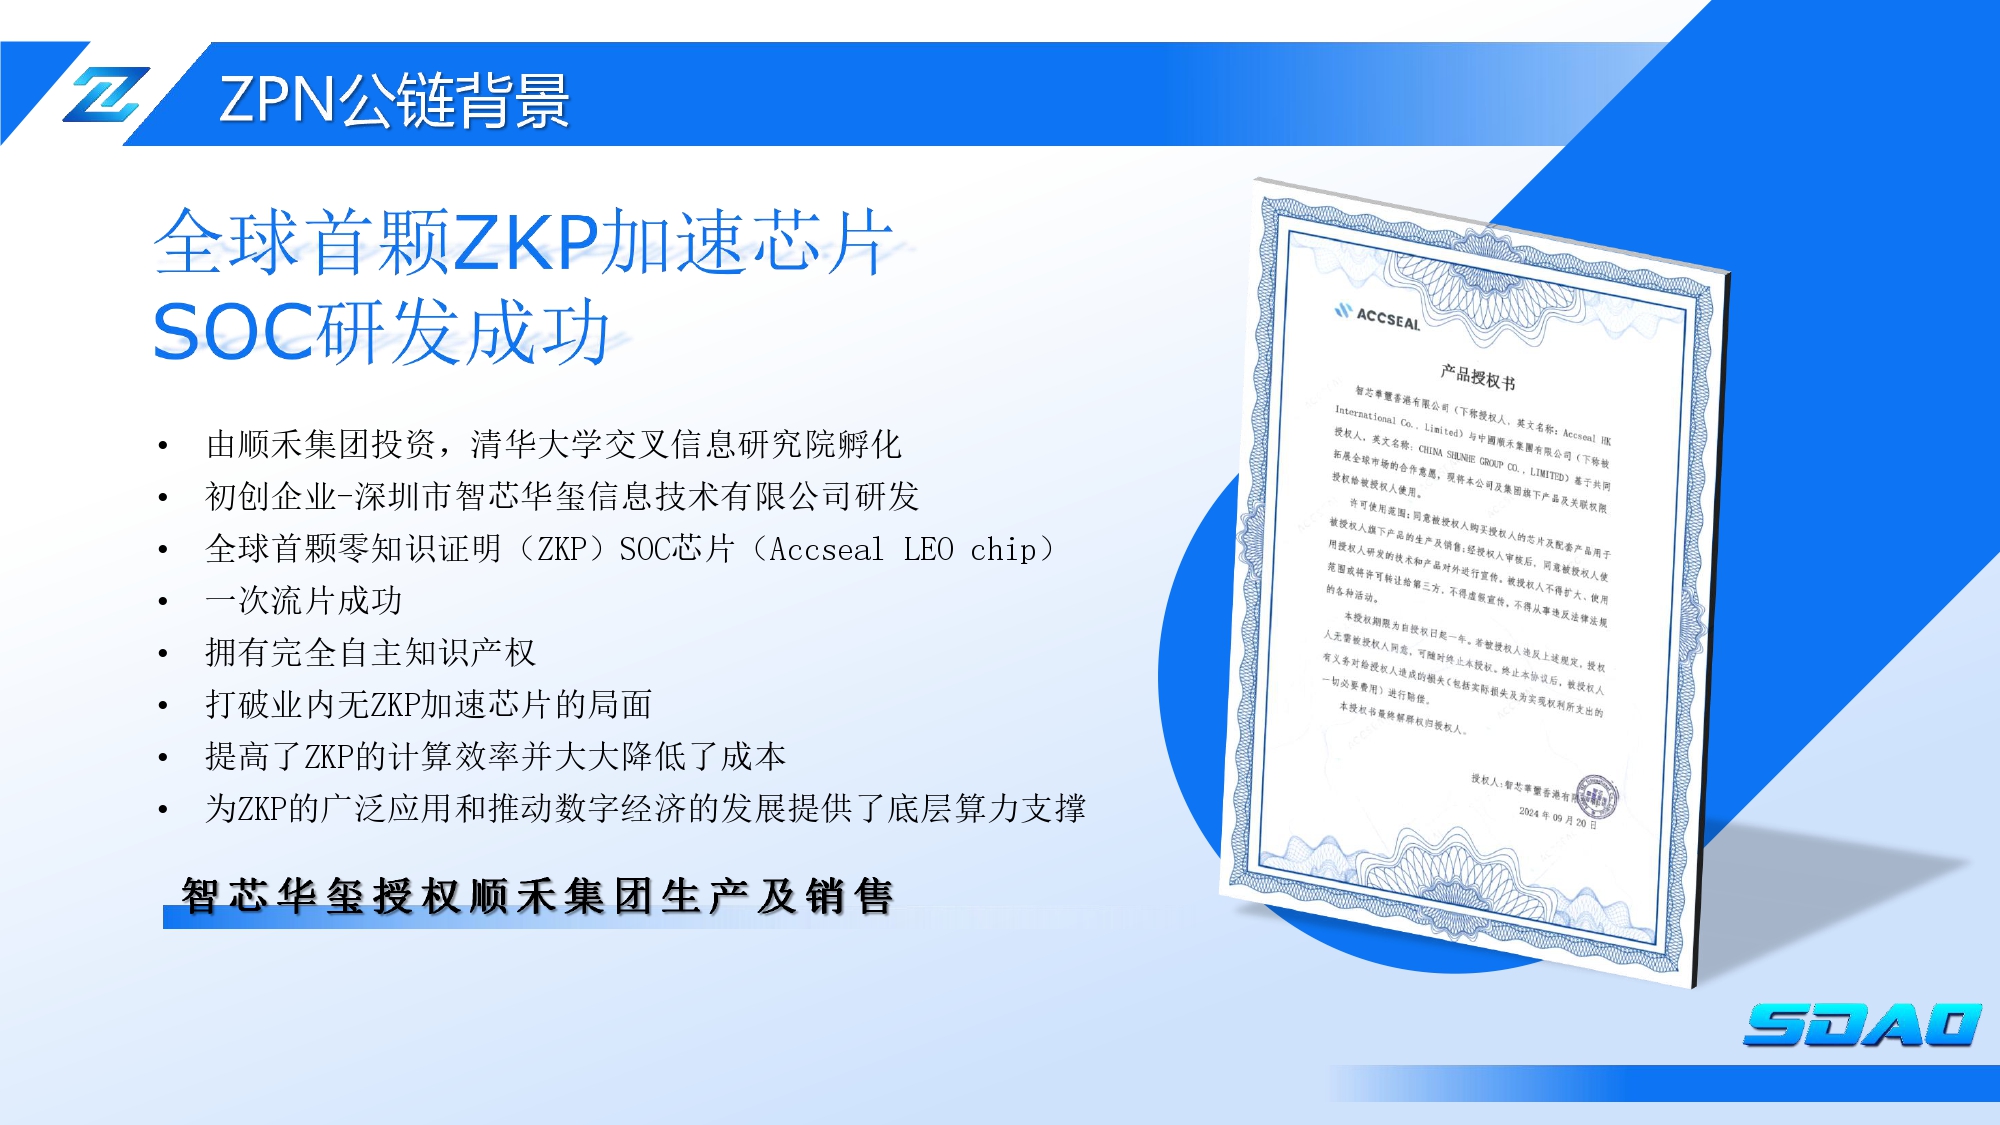 ZPN公链背景
全球首颗ZKP加速芯片
SOC研发成功
• 由顺禾集团投资，清华大学交叉信息研究院孵化
• 初创企业-深圳市智芯华玺信息技术有限公司研发
• 全球首颗零知识证明（ZKP）SOC芯片（Accseal LEO chip）
• 一次流片成功
• 拥有完全自主知识产权
• 打破业内无ZKP加速芯片的局面
• 提高了ZKP的计算效率并大大降低了成本
• 为ZKP的广泛应用和推动数字经济的发展提供了底层算力支撑
智芯华玺授权顺禾集团生产及销售
ACCSEAL
产品授权书
智芯華璽香港有限公司（下称授权人、英文名称：Accseal HK
International Co., Limited）与中國顺禾集團有限公司（下称被
授权人，英文名称：CHINA SHUNHE GROUP CO., LIMITED）基于共同
拓展全球市场的合作意愿，现将本公司及集团旗下产品及关联权限
授权给被授权人使用。
许可使用范围：同意被授权人购买授权人的芯片及配套产品用于
被授权人旗下产品的生产及销售；经授权人审核后，同意被授权人使
用授权人研发的技术和产品对外进行宣传。被授权人不得扩大、使用
范围或将许可转让给第三方，不得虚假宣传，不得从事违反法律法规
的各种活动。
本授权期限为自授权日起一年。若被授权人违反上述规定，授权
人无需被授权人同意，可随时终止本授权。终止本协议后，被授权人
有义务对给授权人造成的损失（包括实际损失及为实现权利所支出的
一切必要费用）进行赔偿。
本授权书最终解释权归授权人。
授权人：智芯華璽香港有限
2024 年 09 月 20 日
SDAO